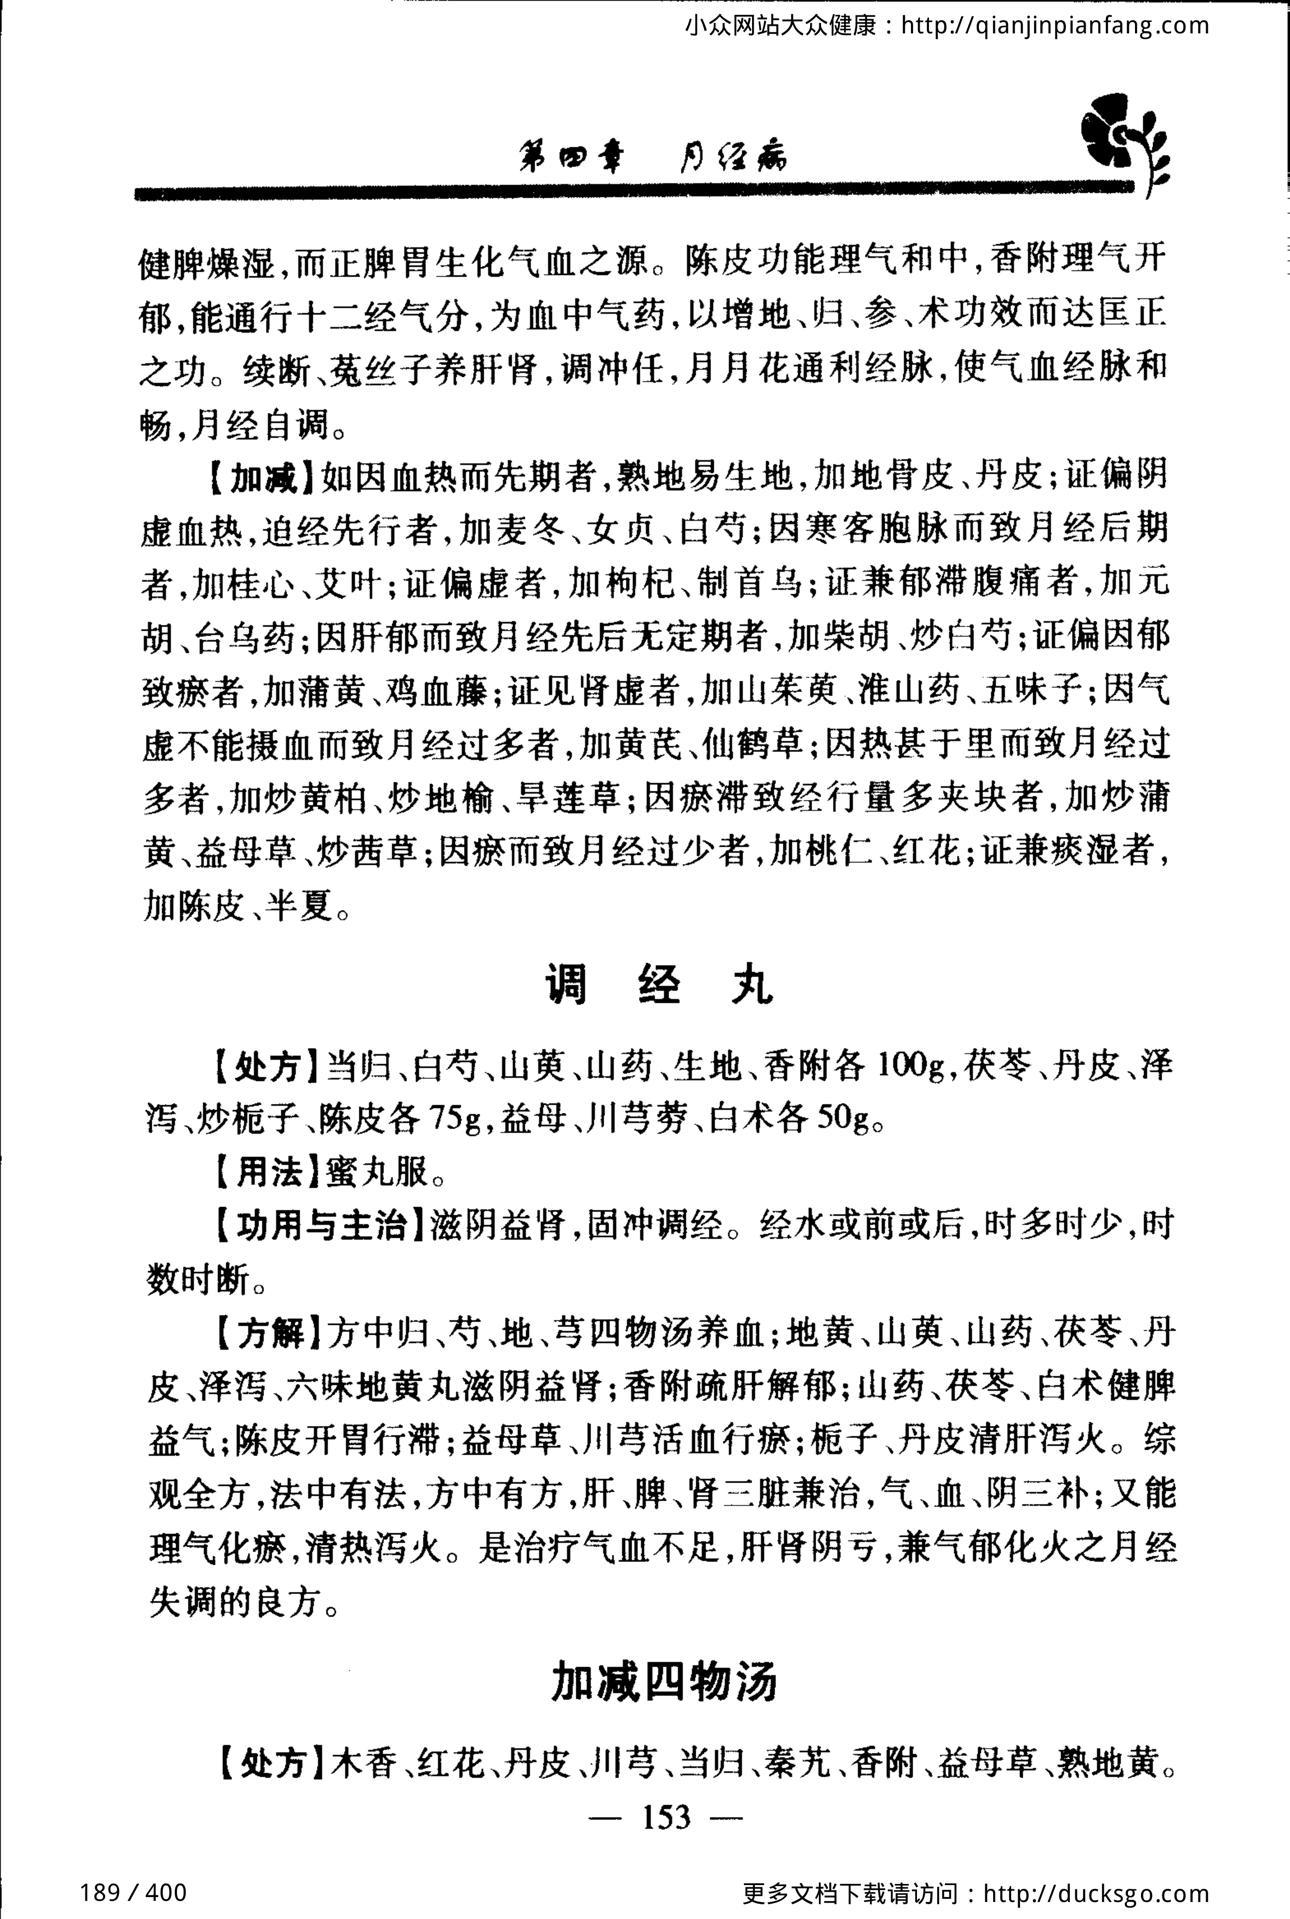 小众网站大众健康：http://qianjinpianfang.com
第四章 月经病
健脾燥湿,而正脾胃生化气血之源。陈皮功能理气和中,香附理气开
郁,能通行十二经气分,为血中气药,以增地、归、参、术功效而达匡正
之功。续断、菟丝子养肝肾,调冲任,月月花通利经脉,使气血经脉和
畅,月经自调。
【加减】如因血热而先期者,熟地易生地,加地骨皮、丹皮;证偏阴
虚血热,迫经先行者,加麦冬、女贞、白芍;因寒客胞脉而致月经后期
者,加桂心、艾叶;证偏虚者,加枸杞、制首乌;证兼郁滞腹痛者,加元
胡、台乌药;因肝郁而致月经先后无定期者,加柴胡、炒白芍;证偏因郁
致瘀者,加蒲黄、鸡血藤;证见肾虚者,加山茱萸、淮山药、五味子;因气
虚不能摄血而致月经过多者,加黄芪、仙鹤草;因热甚于里而致月经过
多者,加炒黄柏、炒地榆、旱莲草;因瘀滞致经行量多夹块者,加炒蒲
黄、益母草、炒茜草;因瘀而致月经过少者,加桃仁、红花;证兼痰湿者,
加陈皮、半夏。
调 经 丸
【处方】当归、白芍、山萸、山药、生地、香附各 100g,茯苓、丹皮、泽
泻、炒栀子、陈皮各 75g,益母、川芎䓖、白术各 50g。
【用法】蜜丸服。
【功用与主治】滋阴益肾,固冲调经。经水或前或后,时多时少,时
数时断。
【方解】方中归、芍、地、芎四物汤养血;地黄、山萸、山药、茯苓、丹
皮、泽泻、六味地黄丸滋阴益肾;香附疏肝解郁;山药、茯苓、白术健脾
益气;陈皮开胃行滞;益母草、川芎活血行瘀;栀子、丹皮清肝泻火。综
观全方,法中有法,方中有方,肝、脾、肾三脏兼治,气、血、阴三补;又能
理气化瘀,清热泻火。是治疗气血不足,肝肾阴亏,兼气郁化火之月经
失调的良方。
加减四物汤
【处方】木香、红花、丹皮、川芎、当归、秦艽、香附、益母草、熟地黄。
— 153 —
189 / 400
更多文档下载请访问：http://ducksgo.com